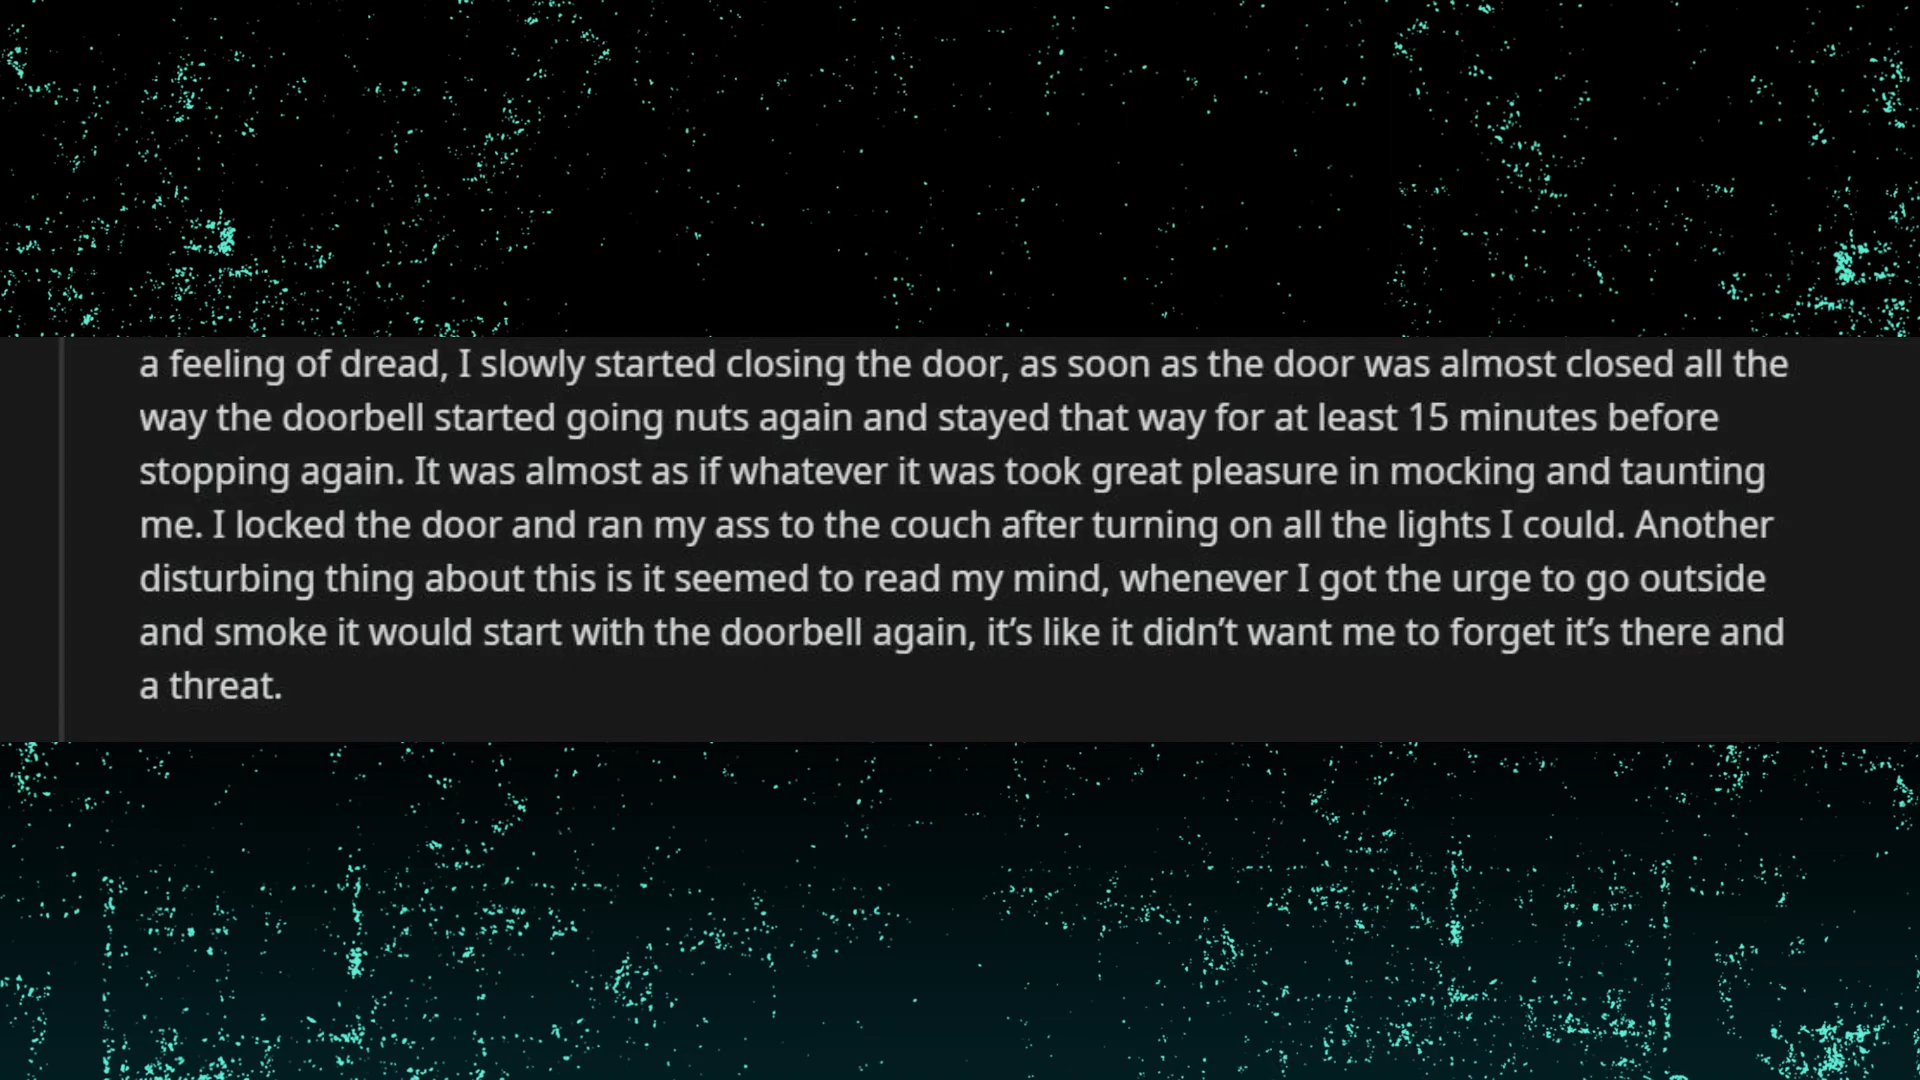 a feeling of dread, I slowly started closing the door, as soon as the door was almost closed all the
way the doorbell started going nuts again and stayed that way for at least 15 minutes before
stopping again. It was almost as if whatever it was took great pleasure in mocking and taunting
me. I locked the door and ran my ass to the couch after turning on all the lights I could. Another
disturbing thing about this is it seemed to read my mind, whenever I got the urge to go outside
and smoke it would start with the doorbell again, it’s like it didn’t want me to forget it’s there and
a threat.